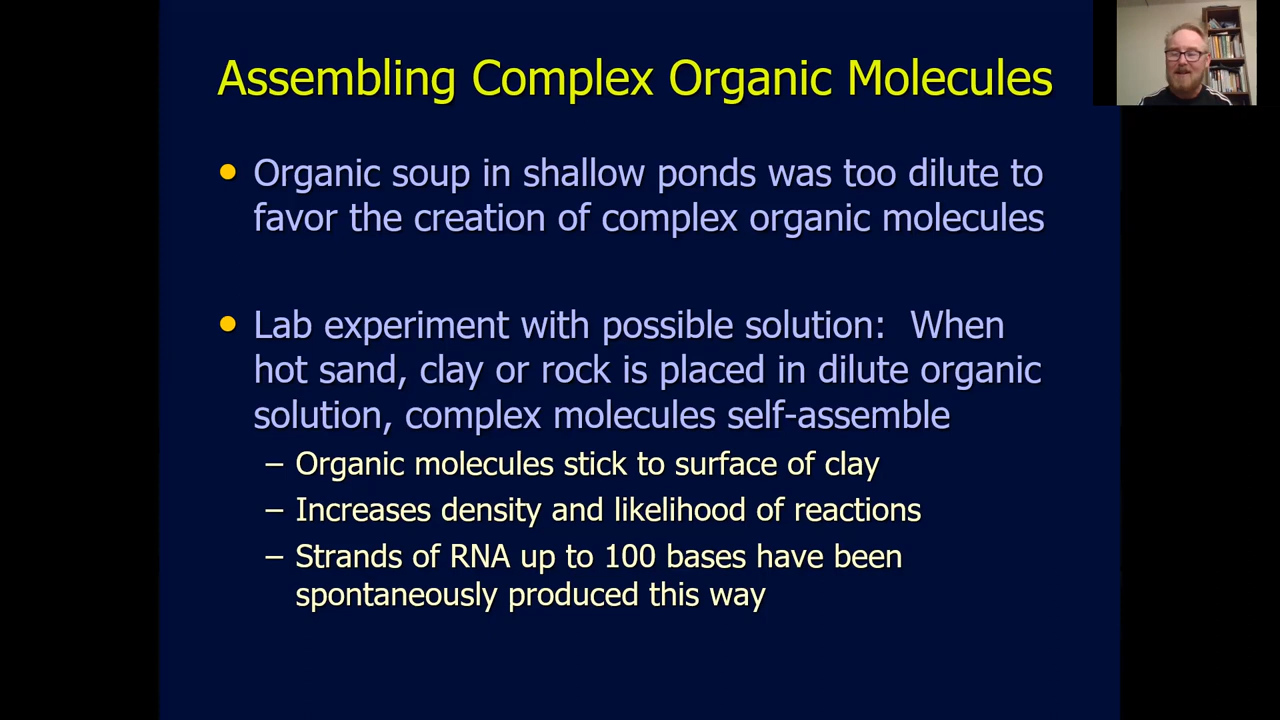 Assembling Complex Organic Molecules
• Organic soup in shallow ponds was too dilute to
favor the creation of complex organic molecules
• Lab experiment with possible solution:  When
hot sand, clay or rock is placed in dilute organic
solution, complex molecules self-assemble
– Organic molecules stick to surface of clay
– Increases density and likelihood of reactions
– Strands of RNA up to 100 bases have been
spontaneously produced this way